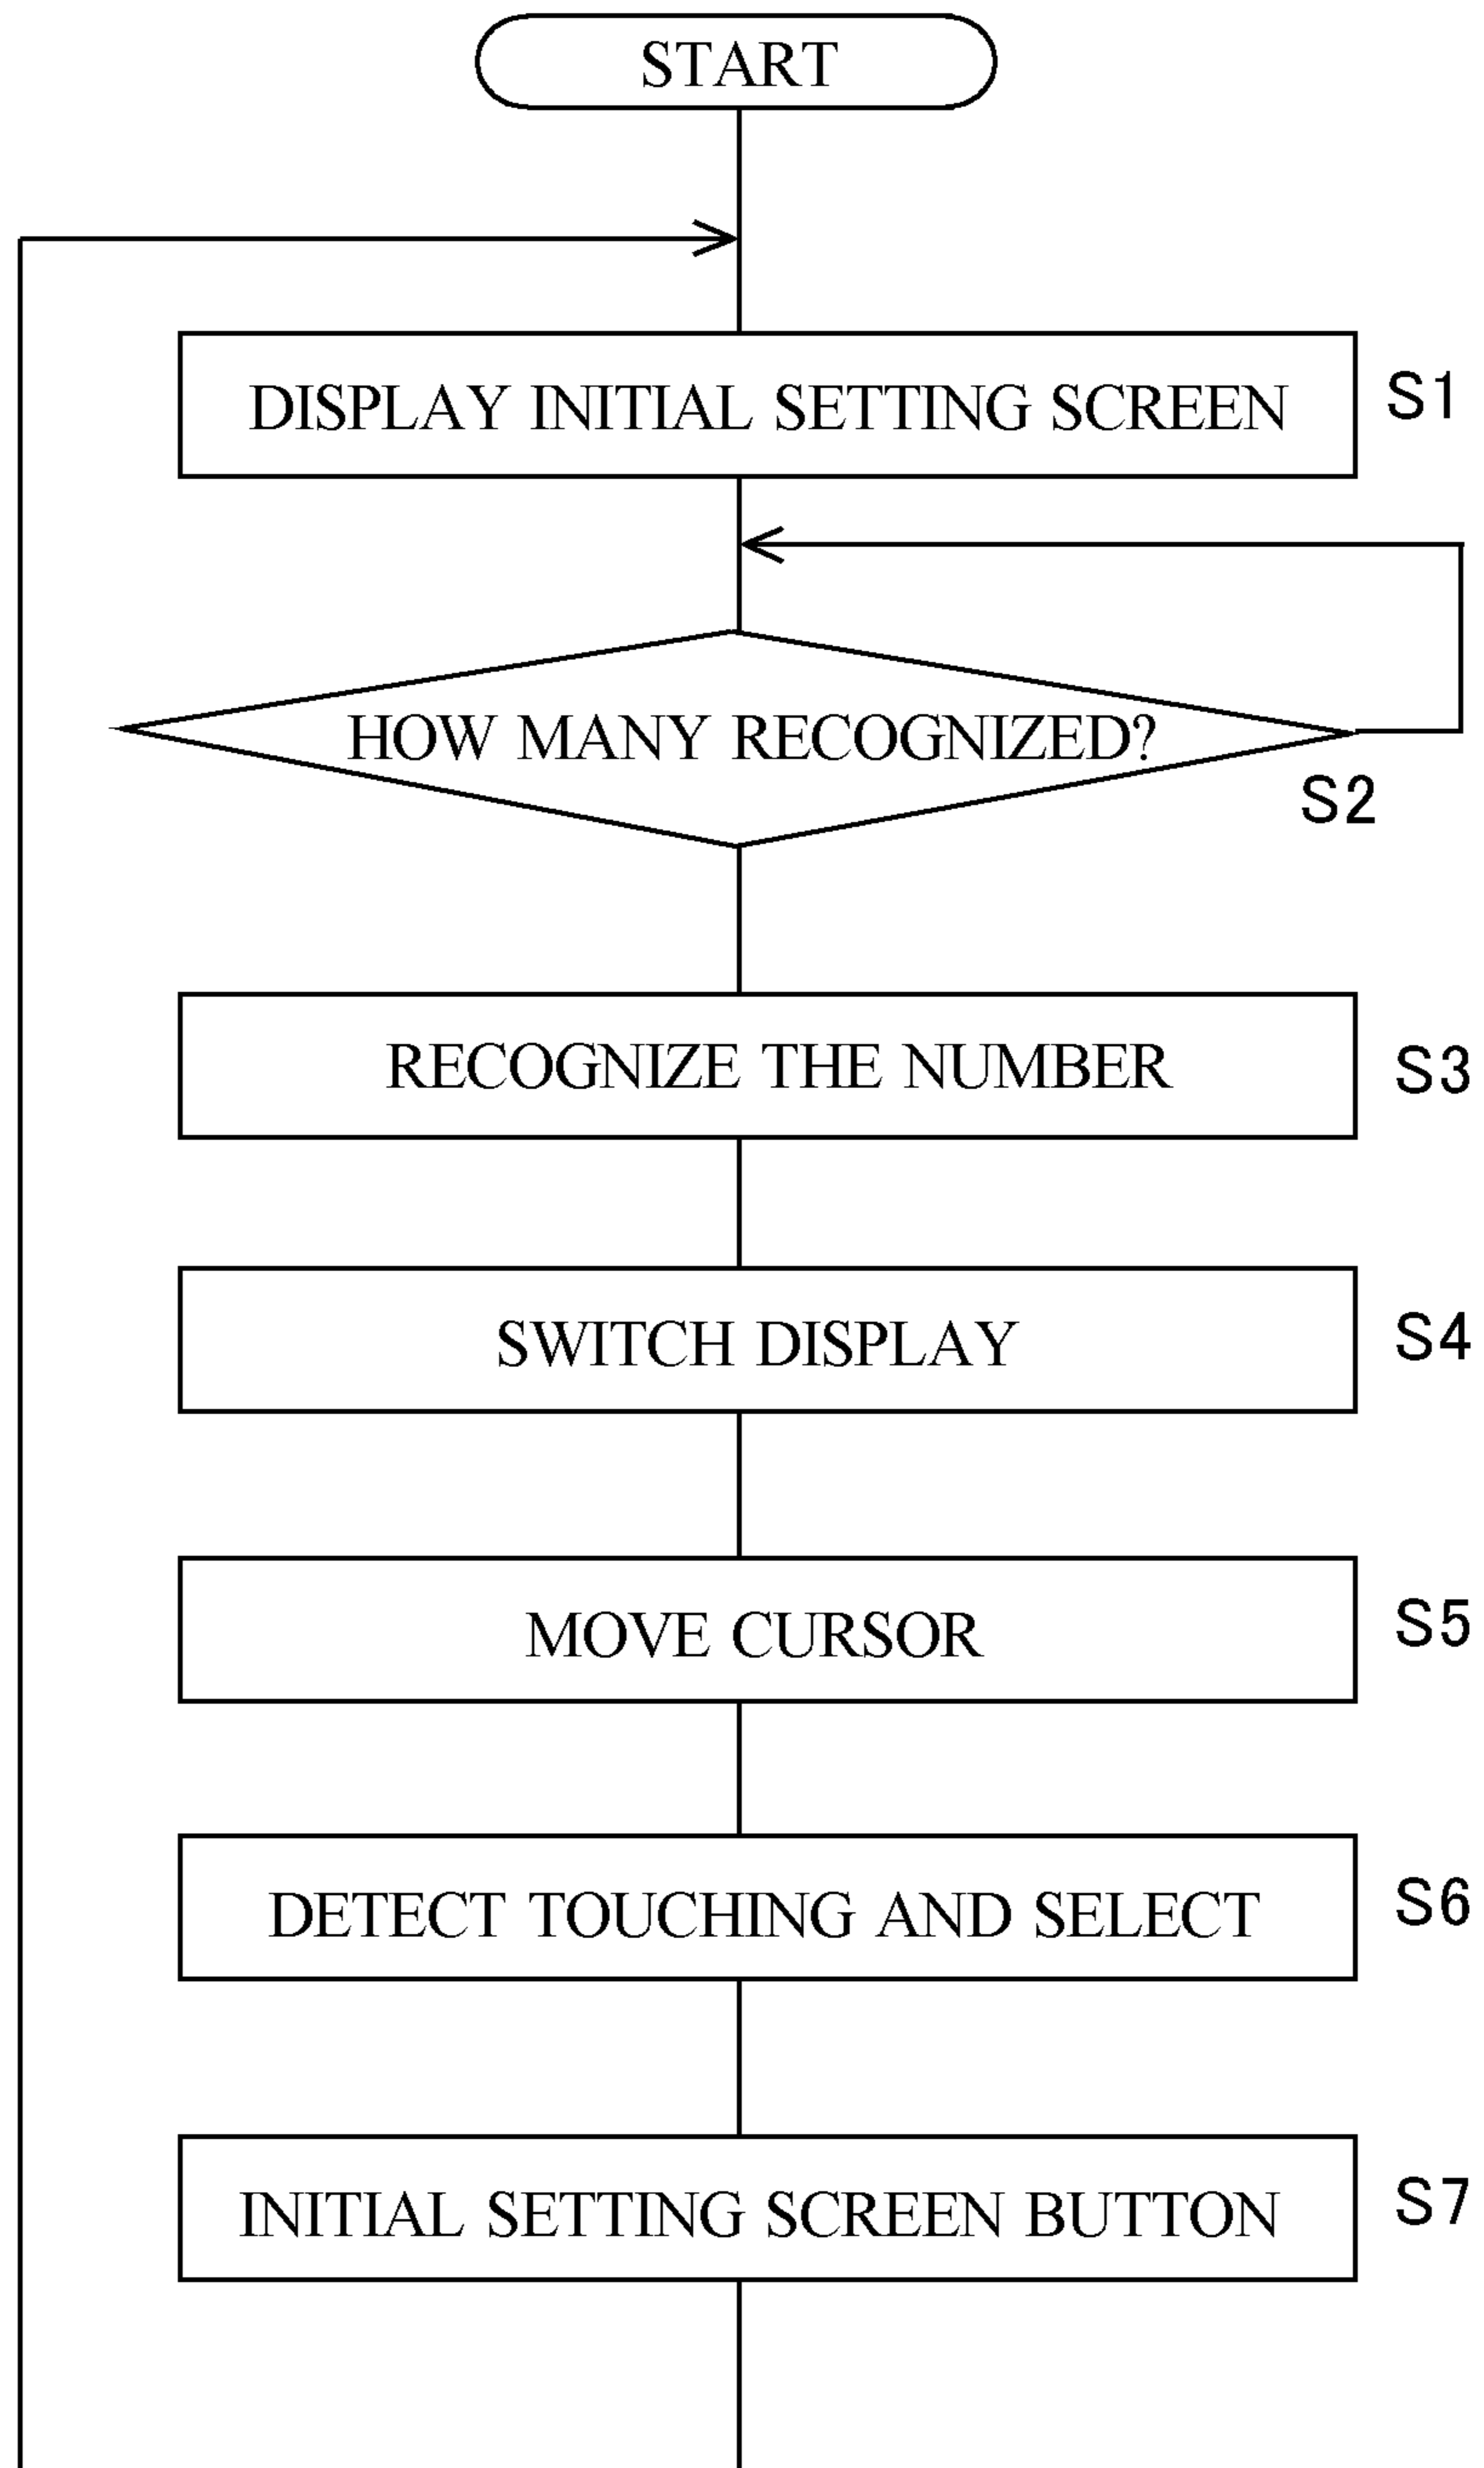 START
DISPLAY INITIAL SETTING SCREEN S1
HOW MANY RECOGNIZED?
S2
RECOGNIZE THE NUMBER S3
SWITCH DISPLAY S4
MOVE CURSOR S5
DETECT TOUCHING AND SELECT S6
INITIAL SETTING SCREEN BUTTON S7